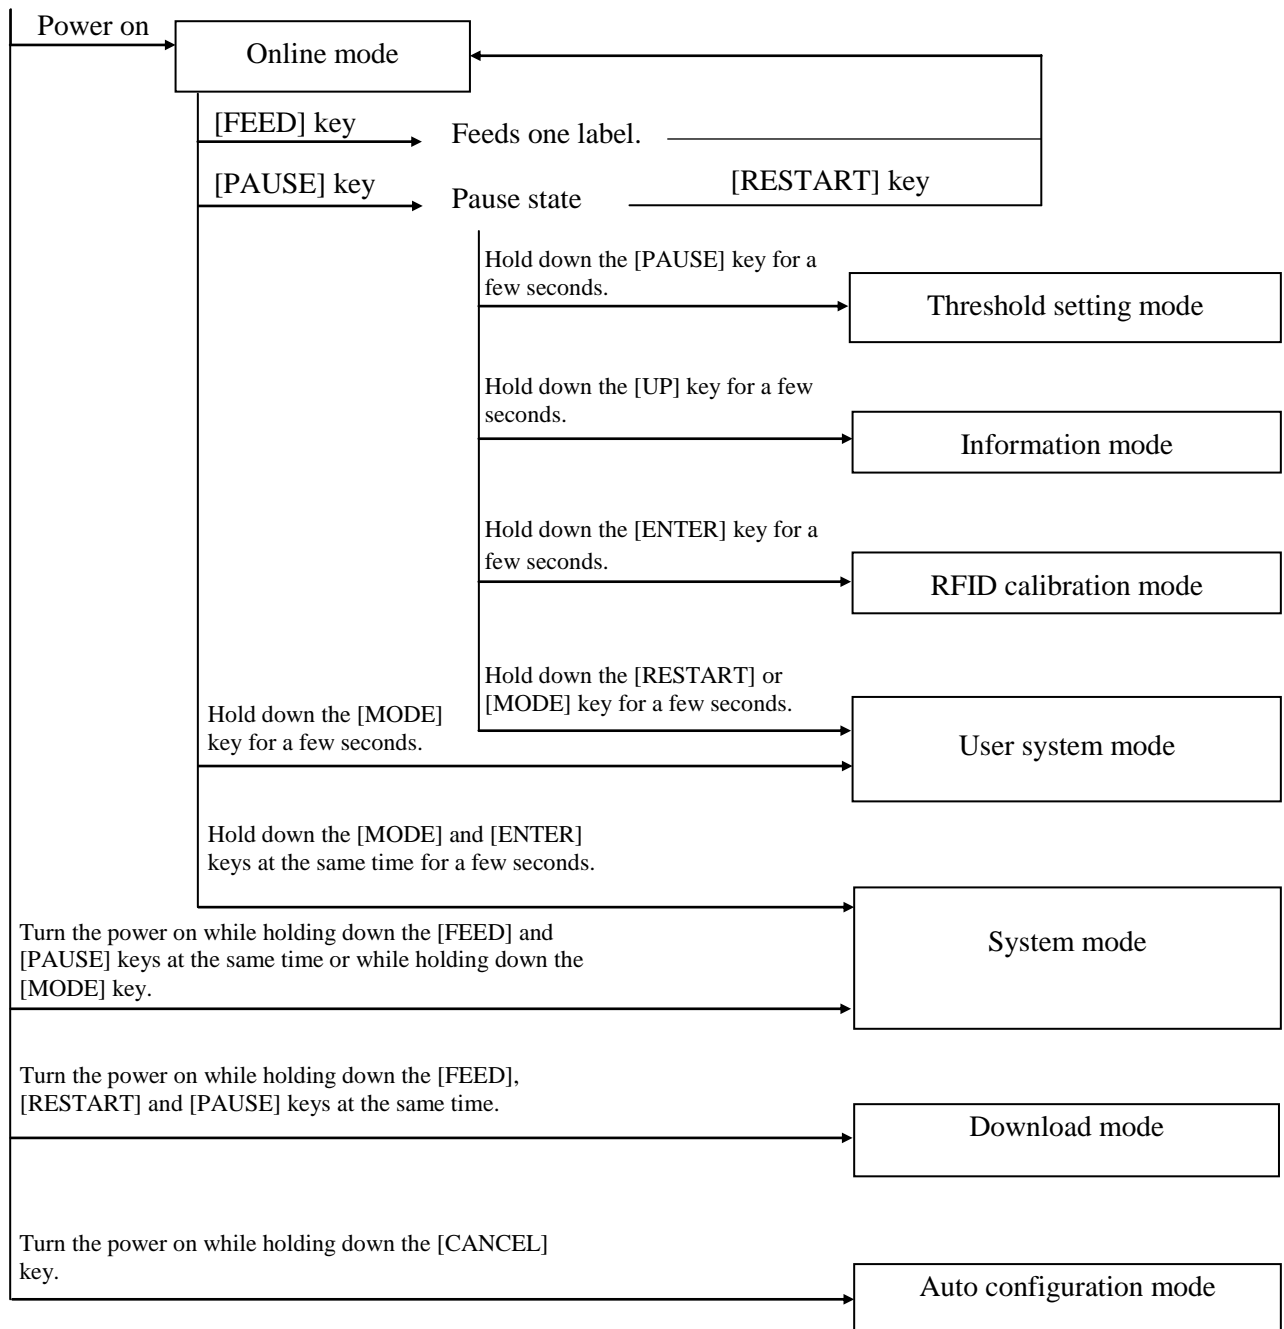 Power on
Online mode
[FEED] key
Feeds one label.
[PAUSE] key
Pause state
[RESTART] key
Hold down the [PAUSE] key for a
few seconds.
Threshold setting mode
Hold down the [UP] key for a few
seconds.
Information mode
Hold down the [ENTER] key for a
few seconds.
RFID calibration mode
Hold down the [RESTART] or
[MODE] key for a few seconds.
Hold down the [MODE]
key for a few seconds.
User system mode
Hold down the [MODE] and [ENTER]
keys at the same time for a few seconds.
System mode
Turn the power on while holding down the [FEED] and
[PAUSE] keys at the same time or while holding down the
[MODE] key.
Turn the power on while holding down the [FEED],
[RESTART] and [PAUSE] keys at the same time.
Download mode
Turn the power on while holding down the [CANCEL]
key.
Auto configuration mode